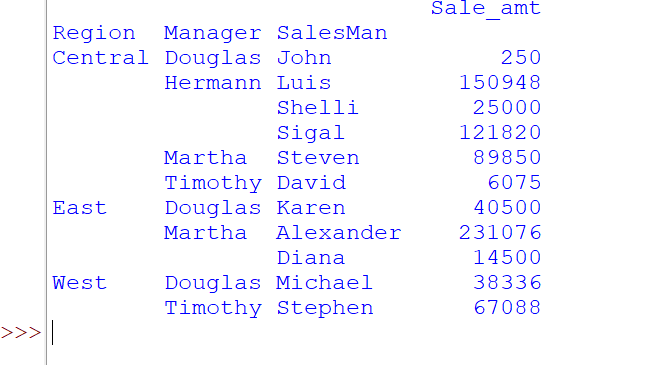 Sale_amt
Region Manager SalesMan
Central Douglas John 250
Hermann Luis 150948
Shelli 25000
Sigal 121820
Martha Steven 89850
Timothy David 6075
East Douglas Karen 40500
Martha Alexander 231076
Diana 14500
West Douglas Michael 38336
Timothy Stephen 67088
>>>